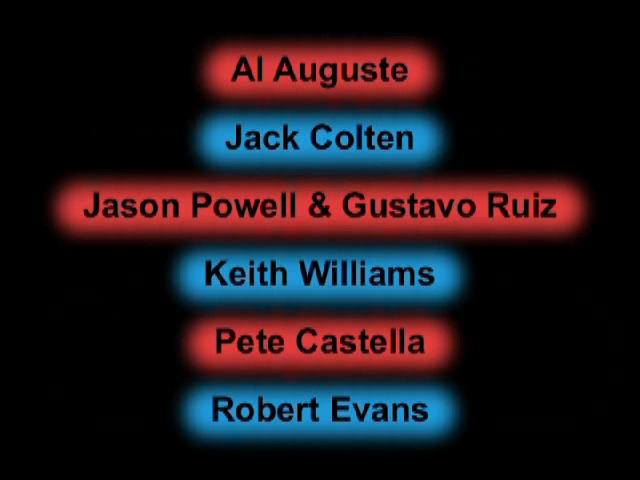 Al Auguste
Jack Colten
Jason Powell & Gustavo Ruiz
Keith Williams
Pete Castella
Robert Evans